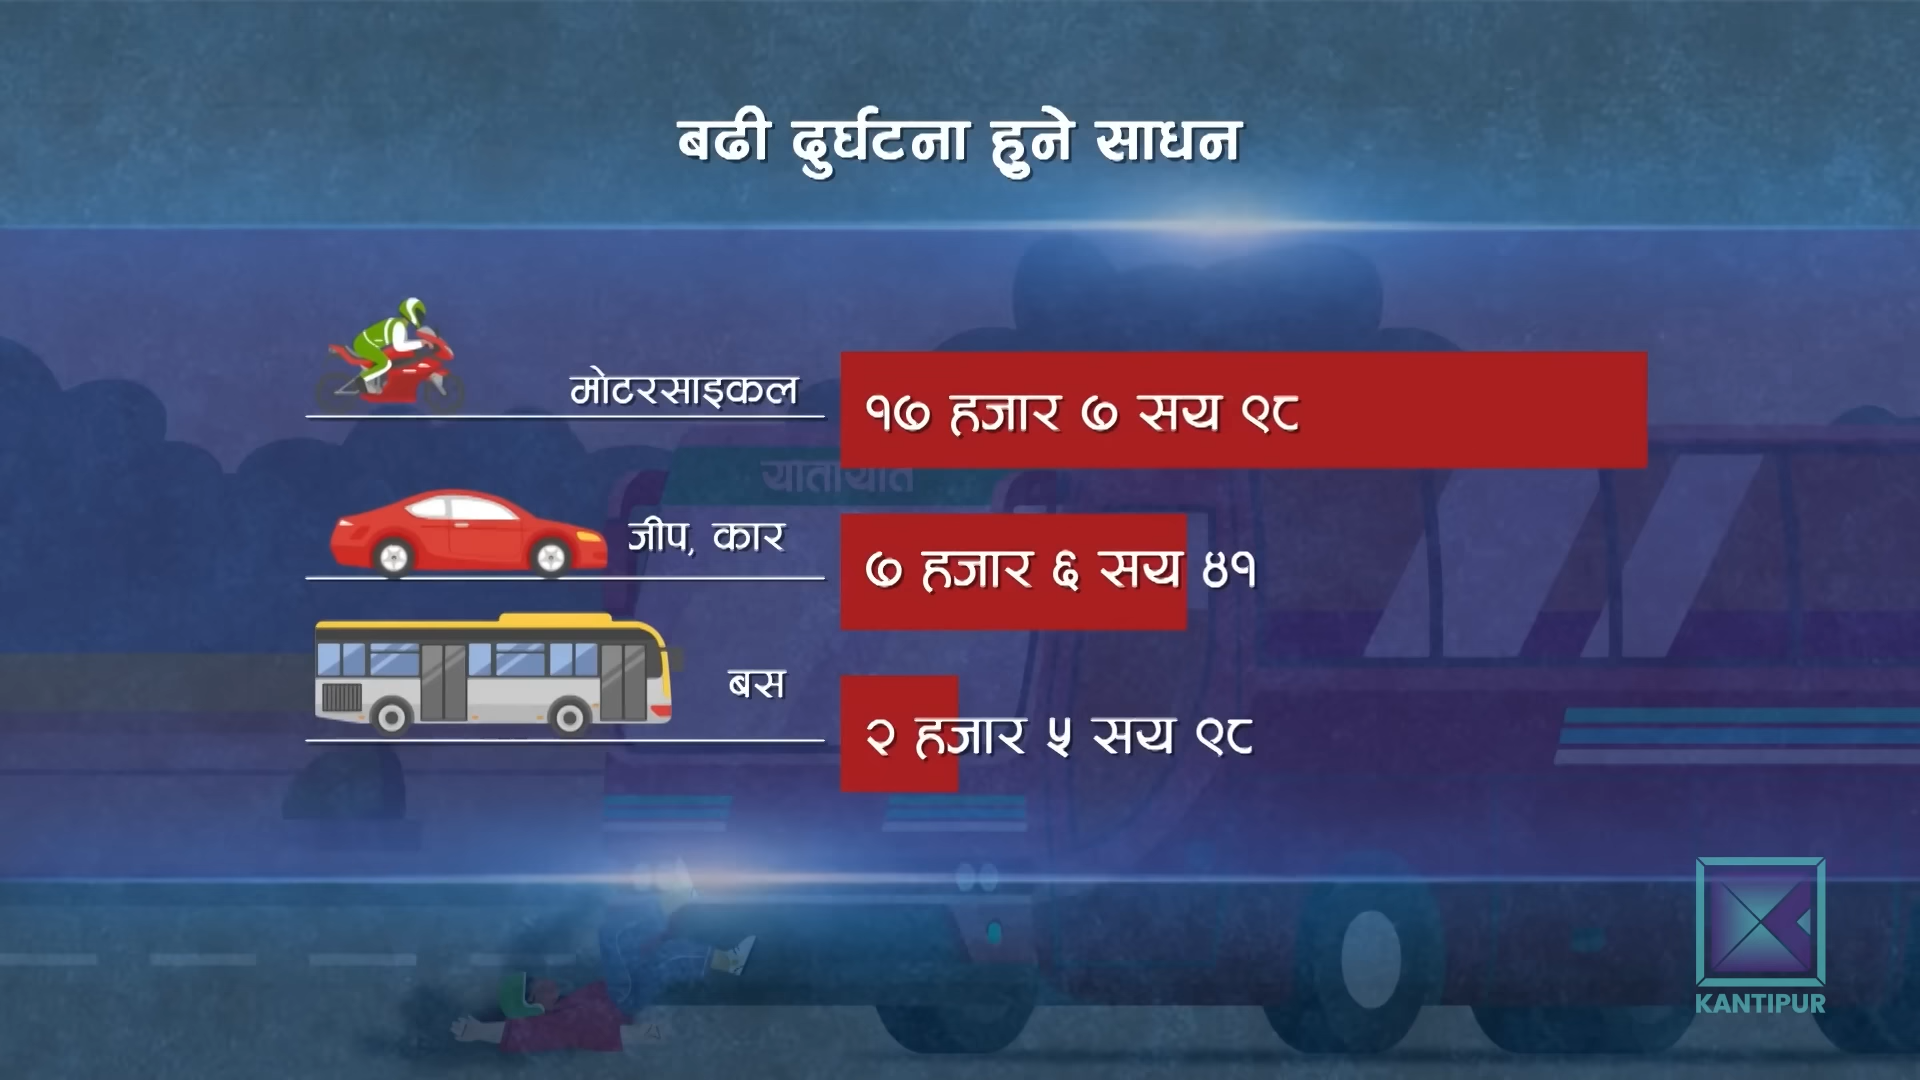 बढी दुर्घटना हुने साधन
मोटरसाइकल
१७ हजार ७ सय ९८
यातायात
जीप, कार
७ हजार ६ सय ४१
बस
२ हजार ५ सय ९८
KANTIPUR